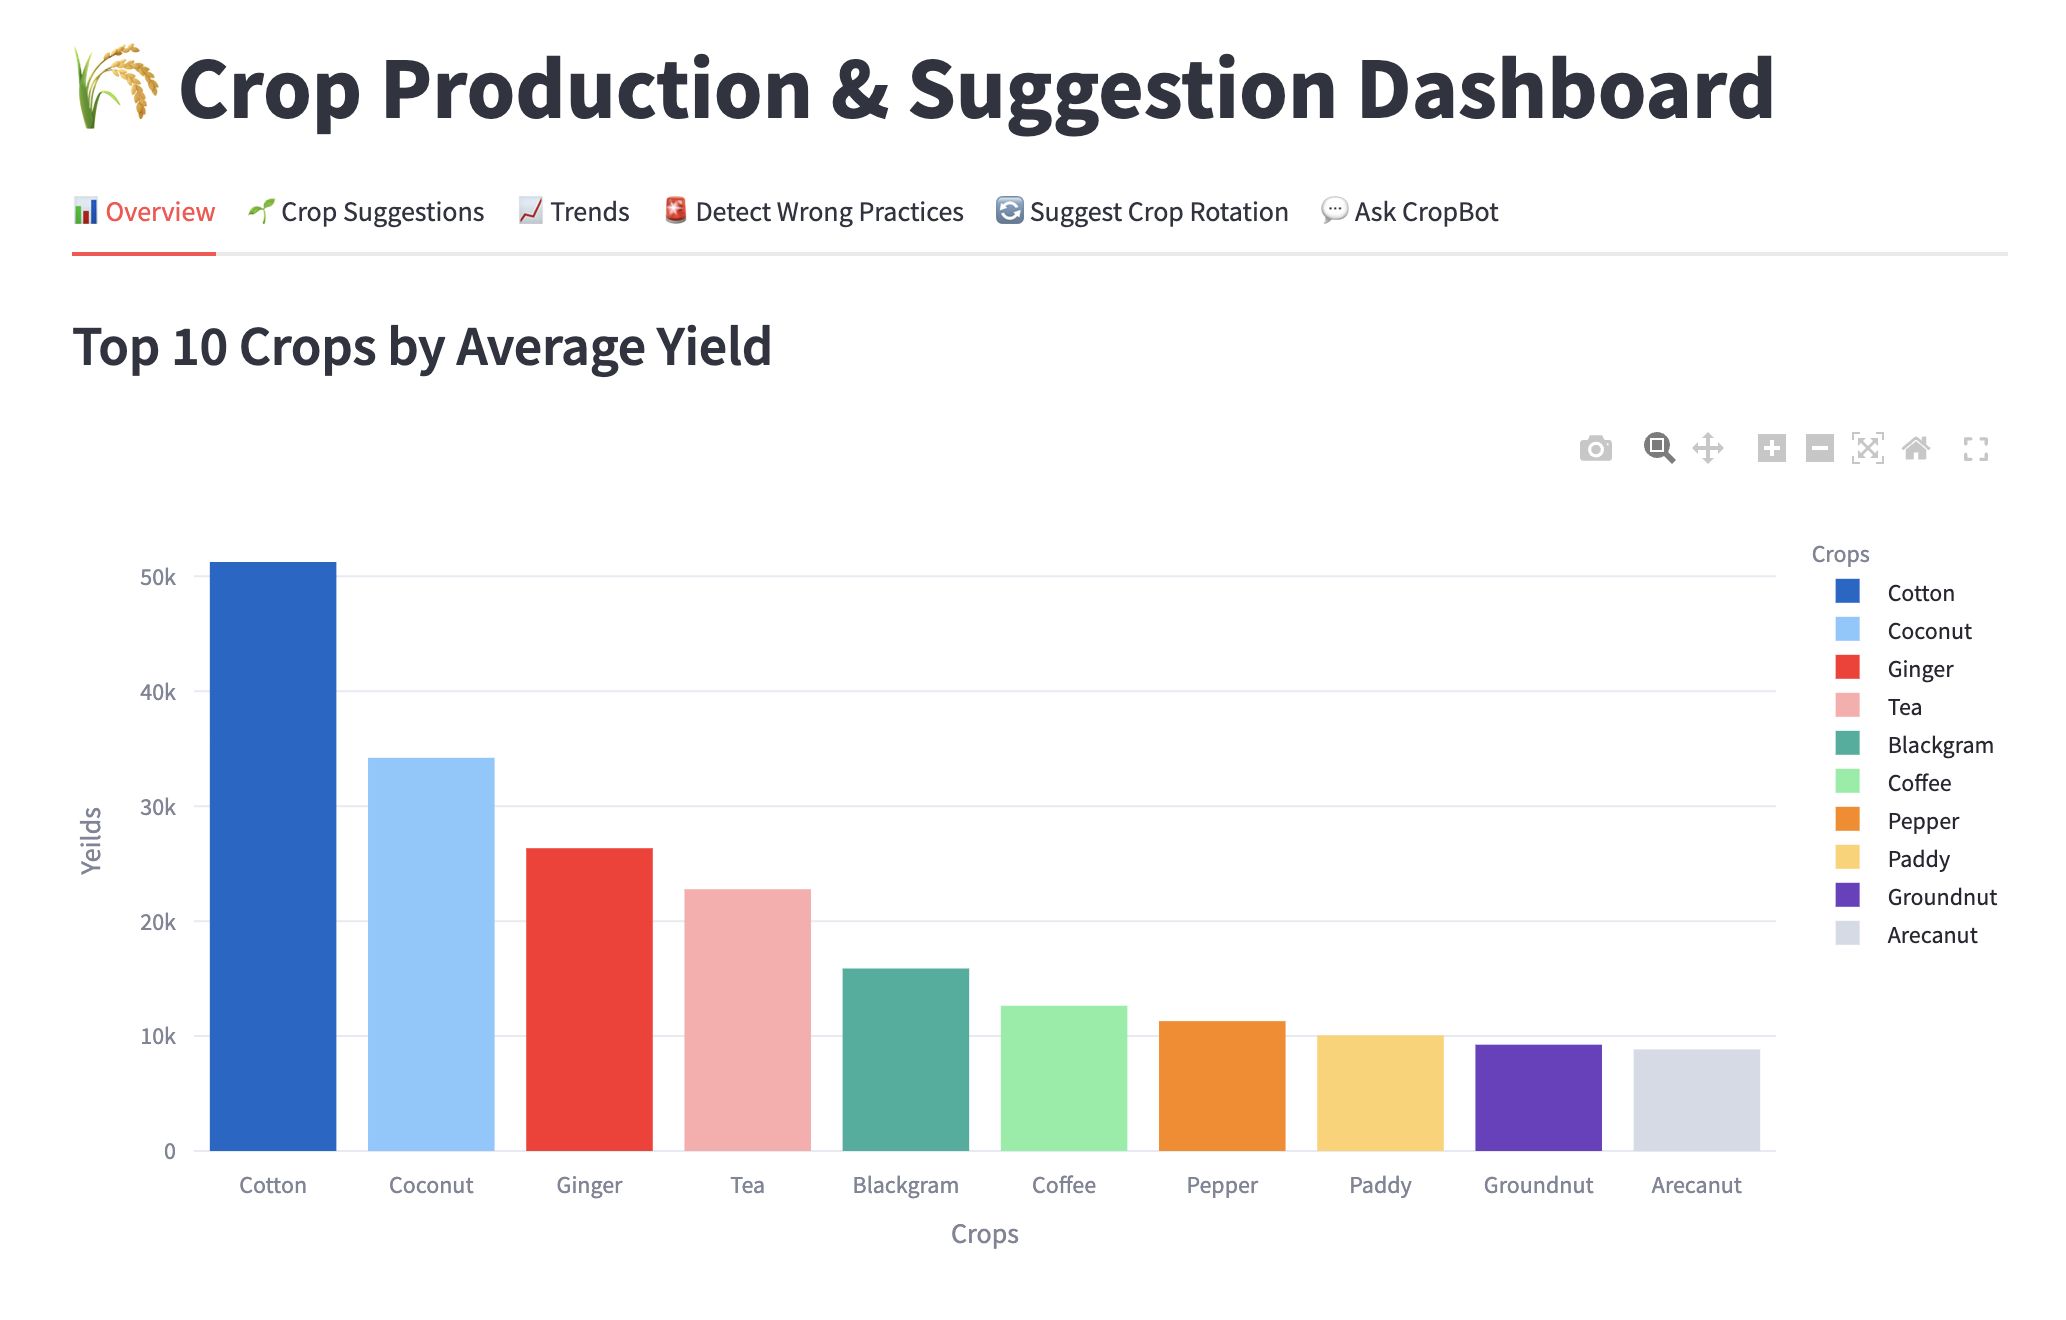 Crop Production & Suggestion Dashboard
Overview Crop Suggestions Trends Detect Wrong Practices Suggest Crop Rotation Ask CropBot
Top 10 Crops by Average Yield
50k
40k
30k
20k
10k
0
Yeilds
Cotton Coconut Ginger Tea Blackgram Coffee Pepper Paddy Groundnut Arecanut
Crops
Crops
Cotton
Coconut
Ginger
Tea
Blackgram
Coffee
Pepper
Paddy
Groundnut
Arecanut